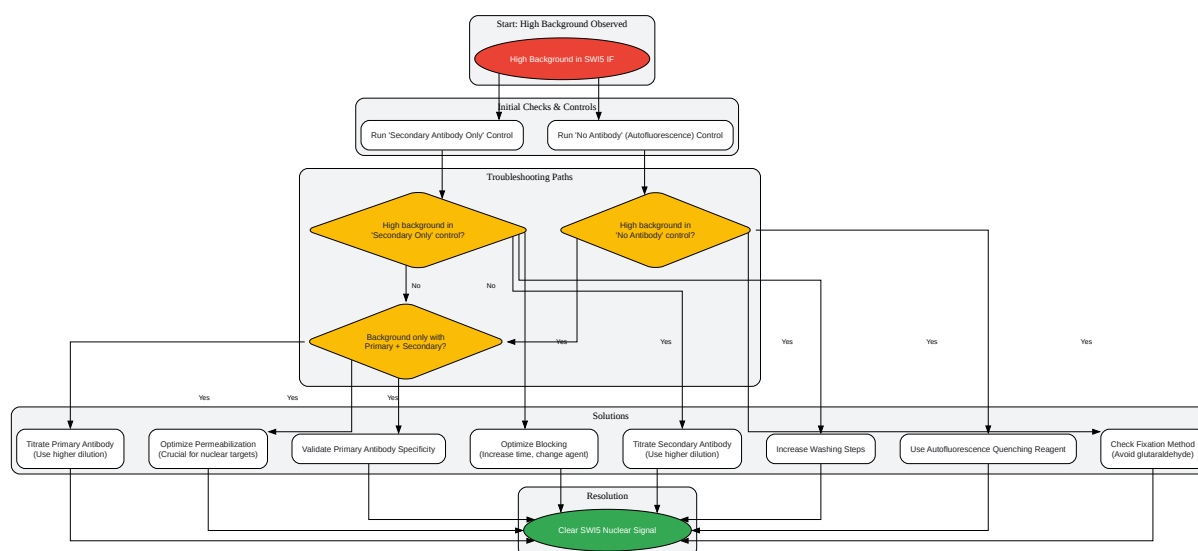 Start: High Background Observed
High Background in SWI5 IF
Initial Checks & Controls
Run 'Secondary Antibody Only' Control
Run 'No Antibody' (Autofluorescence) Control
Troubleshooting Paths
High background in
'Secondary Only' control?
High background in
'No Antibody' control?
No
No
Background only with
Primary + Secondary?
Yes
Yes
Yes
Yes
Yes
Yes
Yes
Yes
Solutions
Titrate Primary Antibody
(Use higher dilution)
Optimize Permeabilization
(Crucial for nuclear targets)
Validate Primary Antibody Specificity
Optimize Blocking
(Increase time, change agent)
Titrate Secondary Antibody
(Use higher dilution)
Increase Washing Steps
Use Autofluorescence Quenching Reagent
Check Fixation Method
(Avoid glutaraldehyde)
Resolution
Clear SWI5 Nuclear Signal